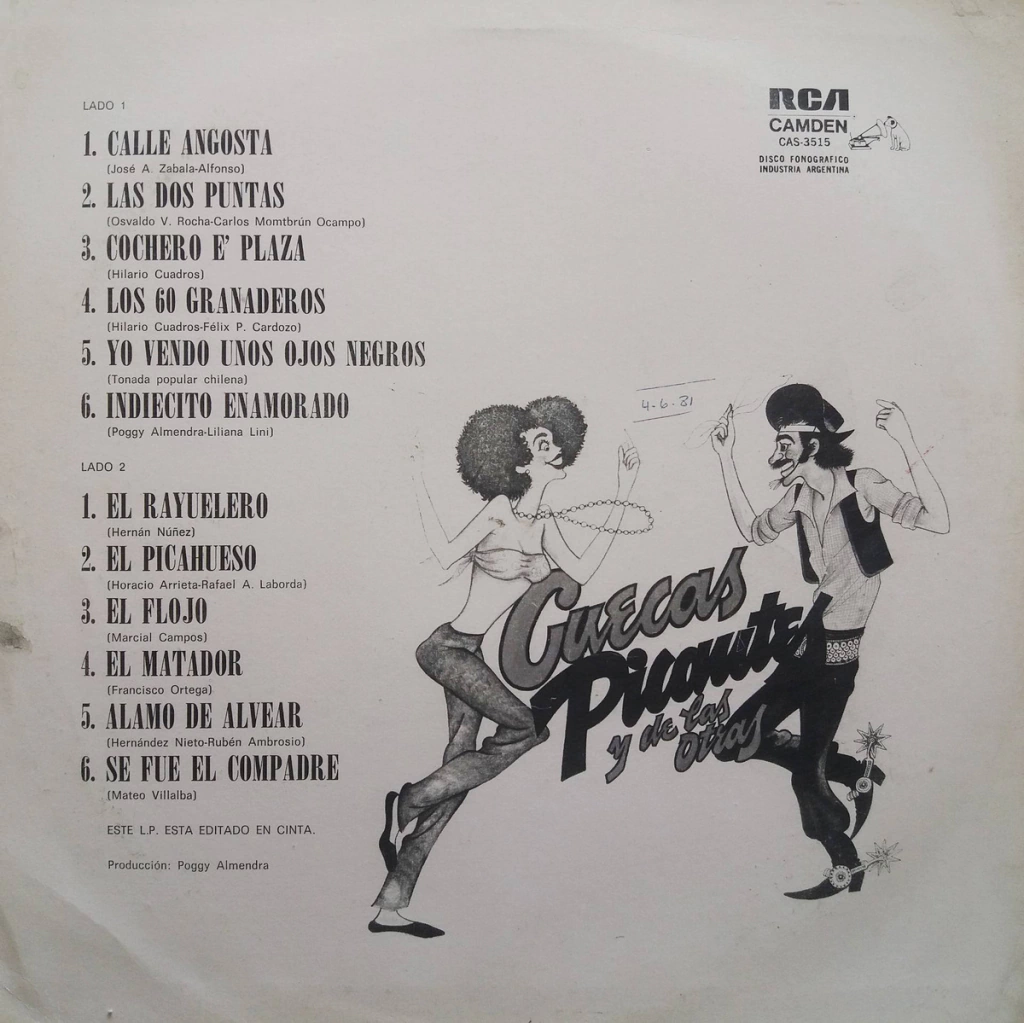 LADO 1
1. CALLE ANGOSTA
(José A. Zabala-Alfonso)
2. LAS DOS PUNTAS
(Osvaldo V. Rocha-Carlos Momtbrún Ocampo)
3. COCHERO E' PLAZA
(Hilario Cuadros)
4. LOS 60 GRANADEROS
(Hilario Cuadros-Félix P. Cardozo)
5. YO VENDO UNOS OJOS NEGROS
(Tonada popular chilena)
6. INDIECITO ENAMORADO
(Poggy Almendra-Liliana Lini)
LADO 2
1. EL RAYUELERO
(Hernán Núñez)
2. EL PICAHUESO
(Horacio Arrieta-Rafael A. Laborda)
3. EL FLOJO
(Marcial Campos)
4. EL MATADOR
(Francisco Ortega)
5. ALAMO DE ALVEAR
(Hernández Nieto-Rubén Ambrosio)
6. SE FUE EL COMPADRE
(Mateo Villalba)
ESTE L.P. ESTA EDITADO EN CINTA.
Producción: Poggy Almendra
RCA
CAMDEN
CAS-3515
DISCO FONOGRAFICO
INDUSTRIA ARGENTINA
4-6-81
Cuecas
Picantes
y de las
otras